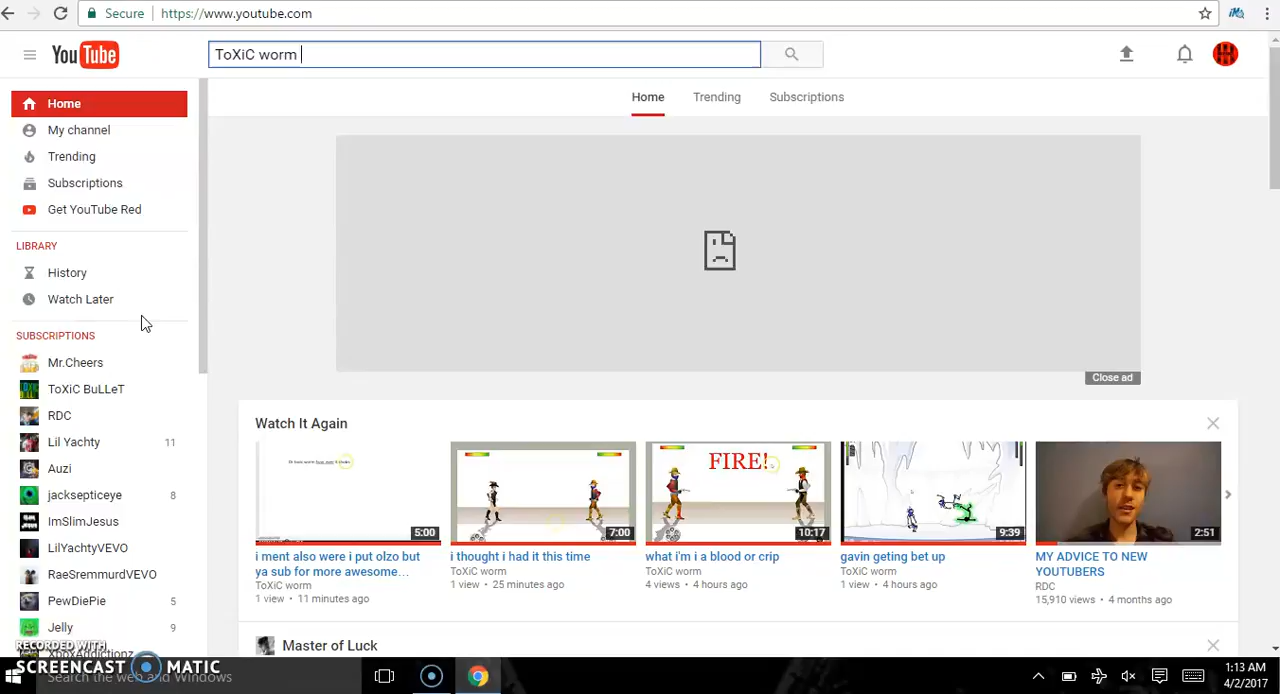 Secure https://www.youtube.com
YouTube
ToXiC worm
Home Trending Subscriptions
Home
My channel
Trending
Subscriptions
Get YouTube Red
LIBRARY
History
Watch Later
SUBSCRIPTIONS
Mr.Cheers
ToXiC BuLLeT
RDC
Lil Yachty 11
Auzi
jacksepticeye 8
ImSlimJesus
LilYachtyVEVO
RaeSremmurdVEVO
PewDiePie 5
Jelly 9
XpoxAddictionz
Close ad
Watch It Again
5:00
i ment also were i put olzo but
ya sub for more awesome...
ToXiC worm
1 view • 11 minutes ago
7:00
i thought i had it this time
ToXiC worm
1 view • 25 minutes ago
FIRE!
10:17
what i'm i a blood or crip
ToXiC worm
4 views • 4 hours ago
9:39
gavin geting bet up
ToXiC worm
1 view • 4 hours ago
2:51
MY ADVICE TO NEW
YOUTUBERS
RDC
15,910 views • 4 months ago
Master of Luck
RECORDED WITH
SCREENCAST MATIC
Search the web and Windows
1:13 AM
4/2/2017